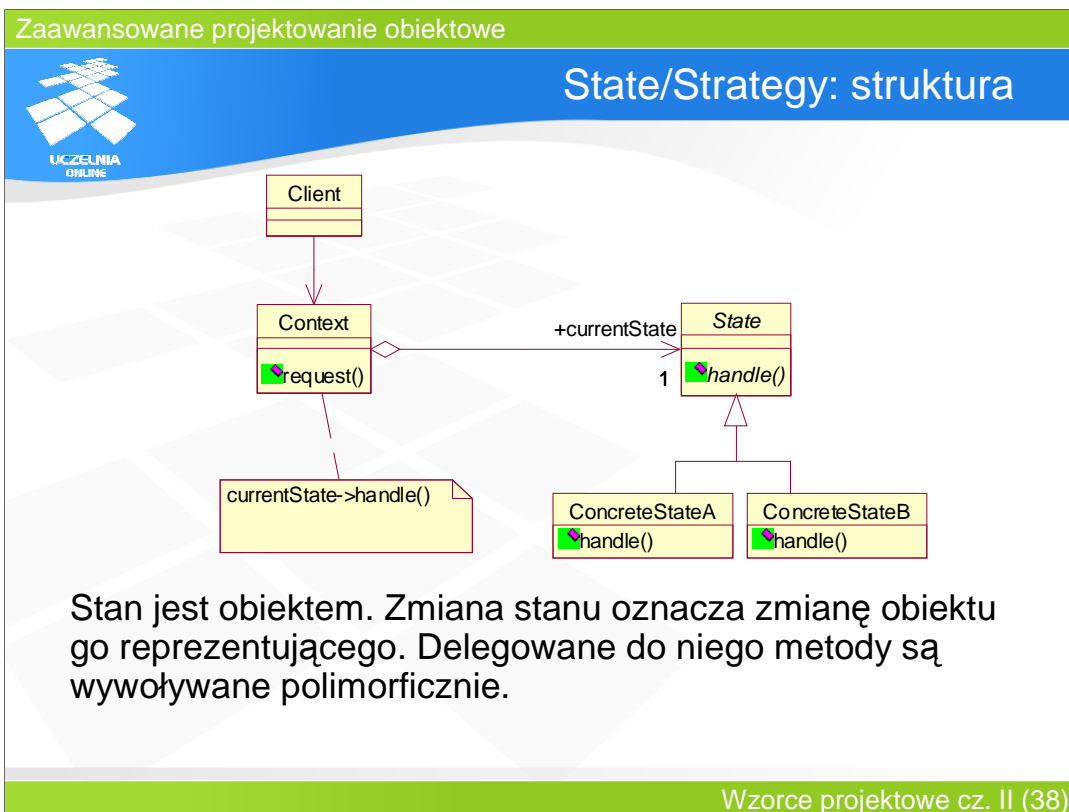 Zaawansowane projektowanie obiektowe
State/Strategy: struktura
UCZELNIA
ONLINE
Client
Context
request()
+currentState
1
State
handle()
currentState->handle()
ConcreteStateA
handle()
ConcreteStateB
handle()
Stan jest obiektem. Zmiana stanu oznacza zmianę obiektu
go reprezentującego. Delegowane do niego metody są
wywoływane polimorficznie.
Wzorce projektowe cz. II (38)